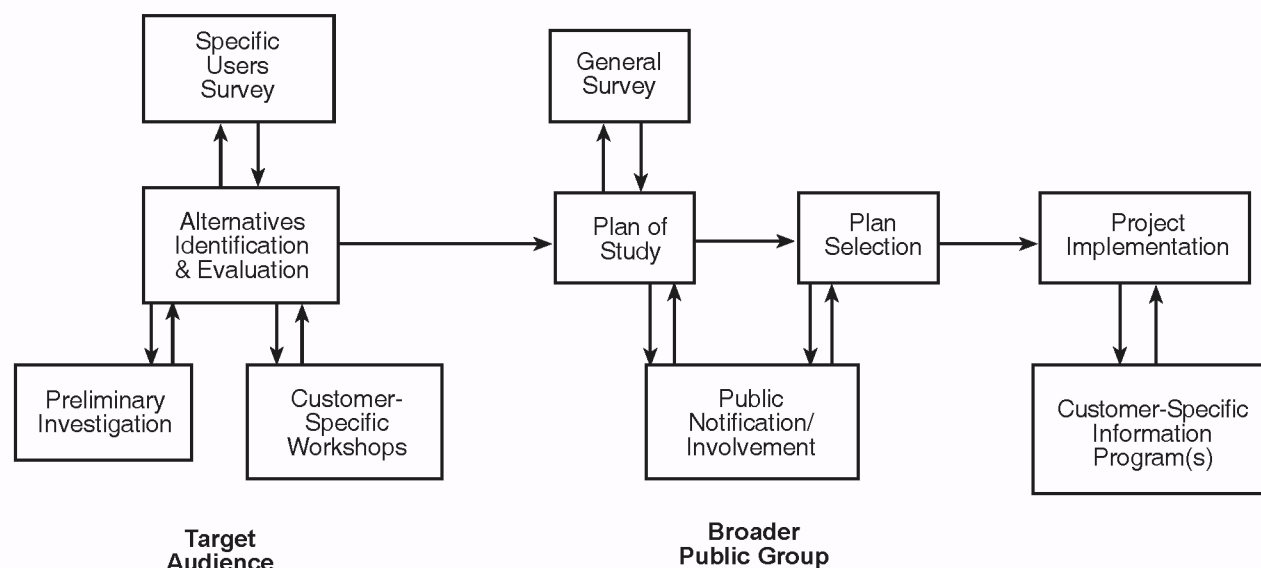 Specific
Users
Survey
General
Survey
Alternatives
Identification
& Evaluation
Plan of
Study
Plan
Selection
Project
Implementation
Preliminary
Investigation
Customer-
Specific
Workshops
Public
Notification/
Involvement
Customer-Specific
Information
Program(s)
Target
Audience
Broader
Public Group